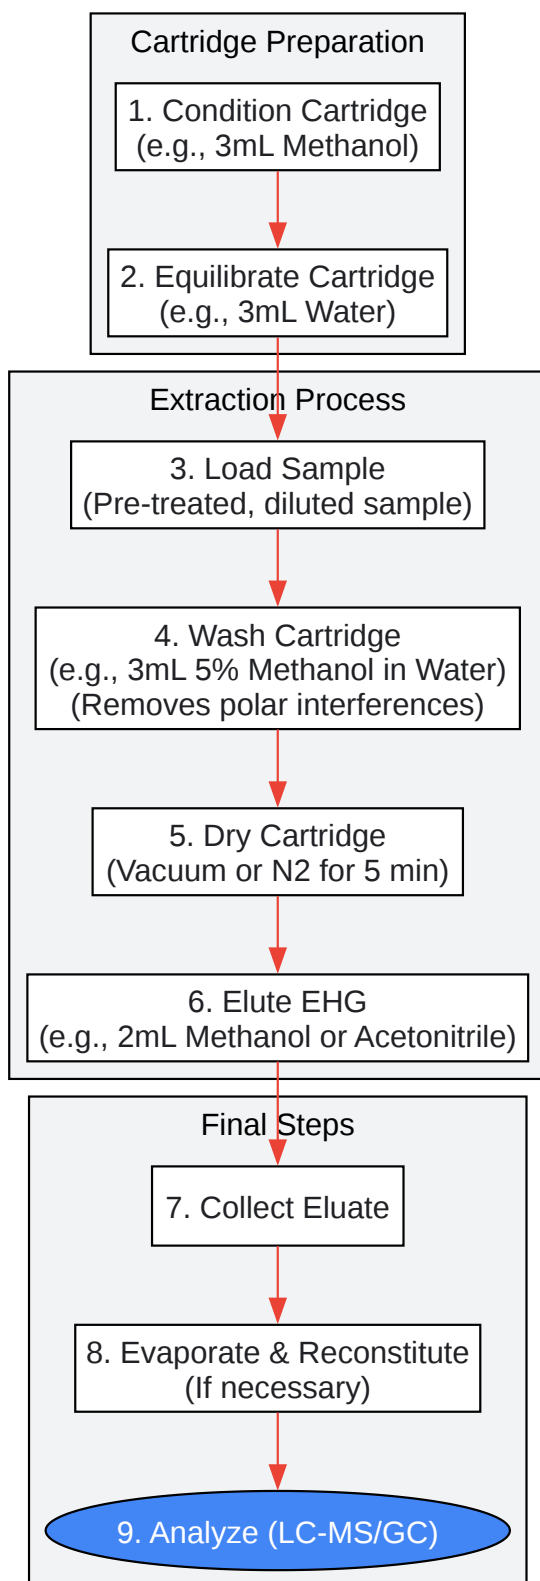 Cartridge Preparation
1. Condition Cartridge
(e.g., 3mL Methanol)
2. Equilibrate Cartridge
(e.g., 3mL Water)
Extraction Process
3. Load Sample
(Pre-treated, diluted sample)
4. Wash Cartridge
(e.g., 3mL 5% Methanol in Water)
(Removes polar interferences)
5. Dry Cartridge
(Vacuum or N2 for 5 min)
6. Elute EHG
(e.g., 2mL Methanol or Acetonitrile)
Final Steps
7. Collect Eluate
8. Evaporate & Reconstitute
(If necessary)
9. Analyze (LC-MS/GC)